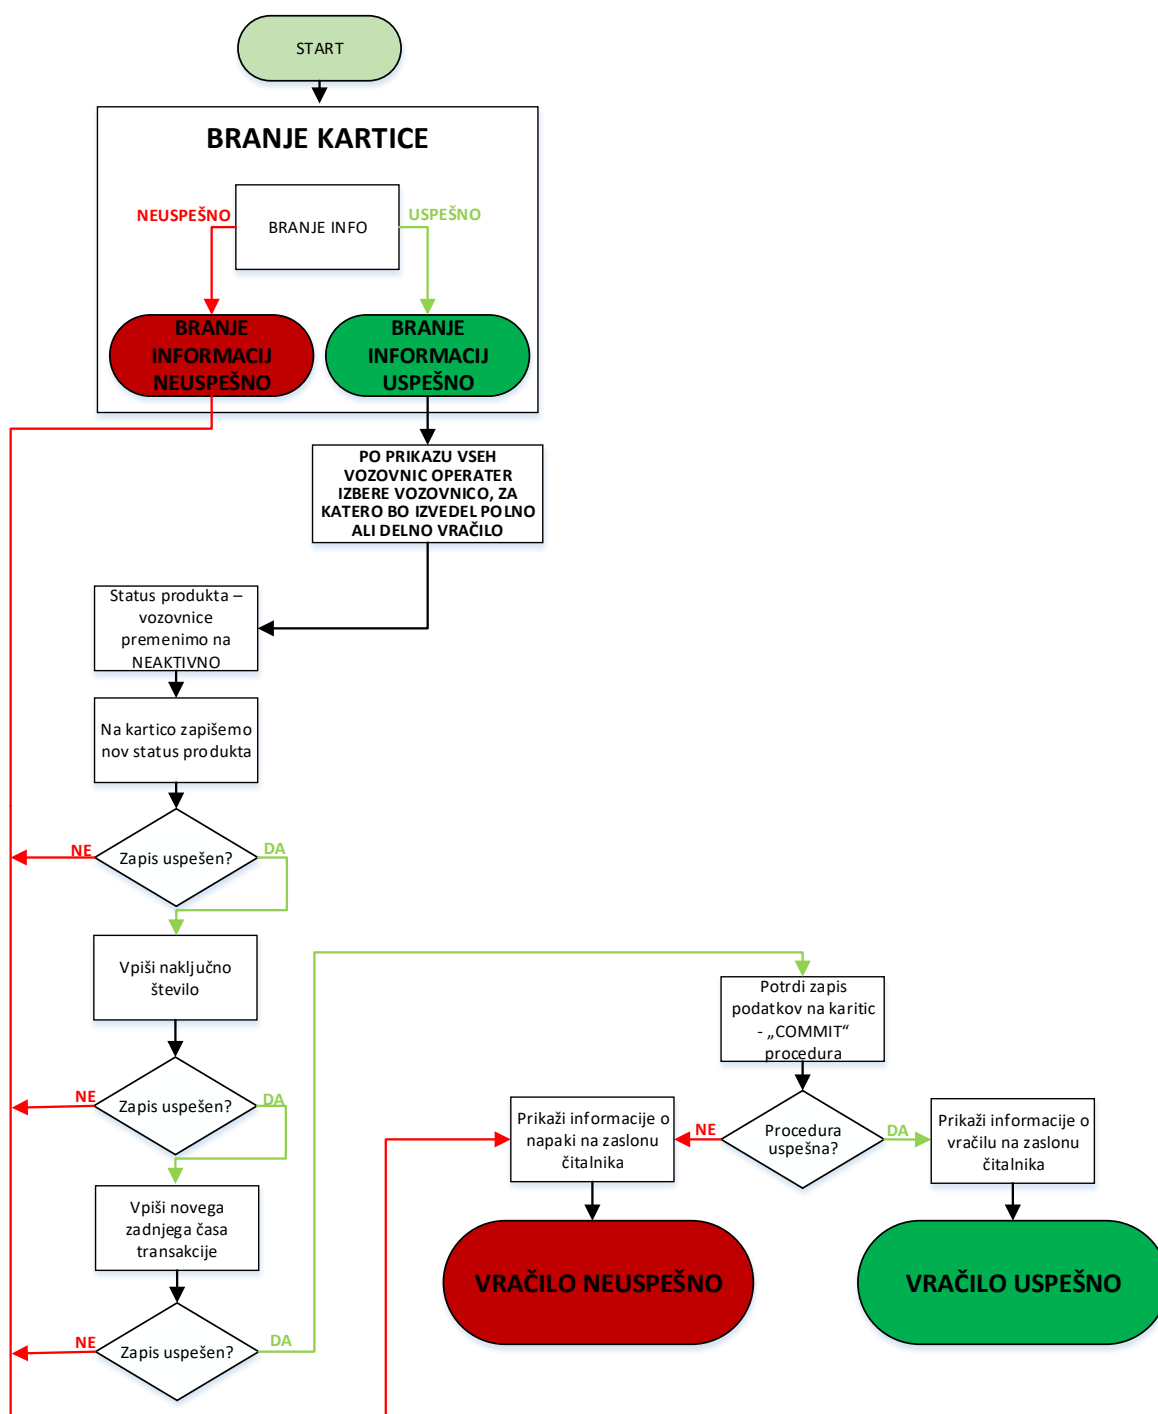 START
BRANJE KARTICE
NEUSPEŠNO
USPEŠNO
BRANJE INFO
BRANJE
INFORMACIJ
NEUSPEŠNO
BRANJE
INFORMACIJ
USPEŠNO
PO PRIKAZU VSEH
VOZOVNIC OPERATER
IZBERE VOZOVNICO, ZA
KATERO BO IZVEDEL POLNO
ALI DELNO VRAČILO
Status produkta –
vozovnice
premenimo na
NEAKTIVNO
Na kartico zapišemo
nov status produkta
NE
Zapis uspešen?
DA
Vpiši naključno
število
NE
Zapis uspešen?
DA
Vpiši novega
zadnjega časa
transakcije
NE
Zapis uspešen?
DA
Potrdi zapis
podatkov na karitic
- „COMMIT“
procedura
Procedura
uspešna?
NE
DA
Prikaži informacije o
napaki na zaslonu
čitalnika
Prikaži informacije o
vračilu na zaslonu
čitalnika
VRAČILO NEUSPEŠNO
VRAČILO USPEŠNO